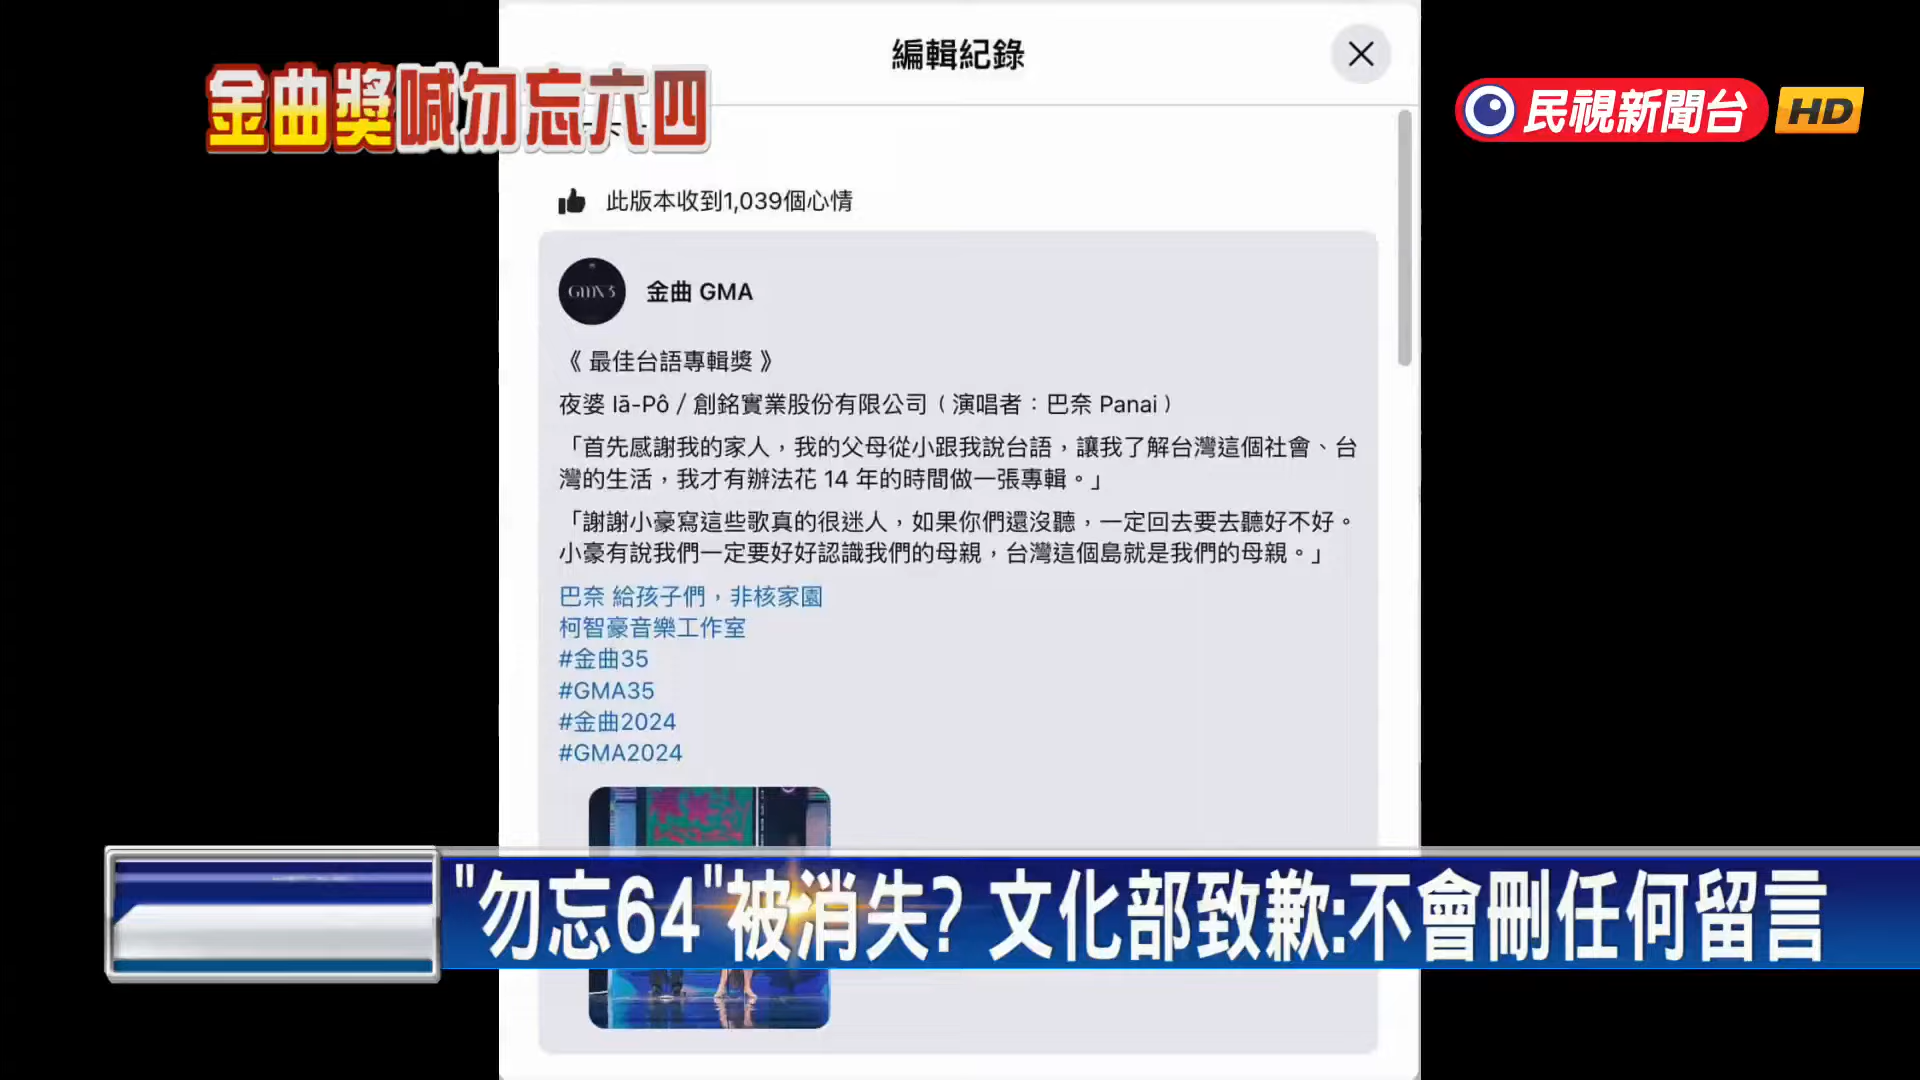 編輯紀錄
金曲獎喊勿忘六四
民視新聞台 HD
此版本收到1,039個心情
GMA35
金曲 GMA
《 最佳台語專輯獎 》
夜婆 Iā-Pô / 創銘實業股份有限公司（演唱者：巴奈 Panai）
「首先感謝我的家人，我的父母從小跟我說台語，讓我了解台灣這個社會、台
灣的生活，我才有辦法花 14 年的時間做一張專輯。」
「謝謝小豪寫這些歌真的很迷人，如果你們還沒聽，一定回去要去聽好不好。
小豪有說我們一定要好好認識我們的母親，台灣這個島就是我們的母親。」
巴奈 給孩子們，非核家園
柯智豪音樂工作室
#金曲35
#GMA35
#金曲2024
#GMA2024
"勿忘64"被消失? 文化部致歉:不會刪任何留言